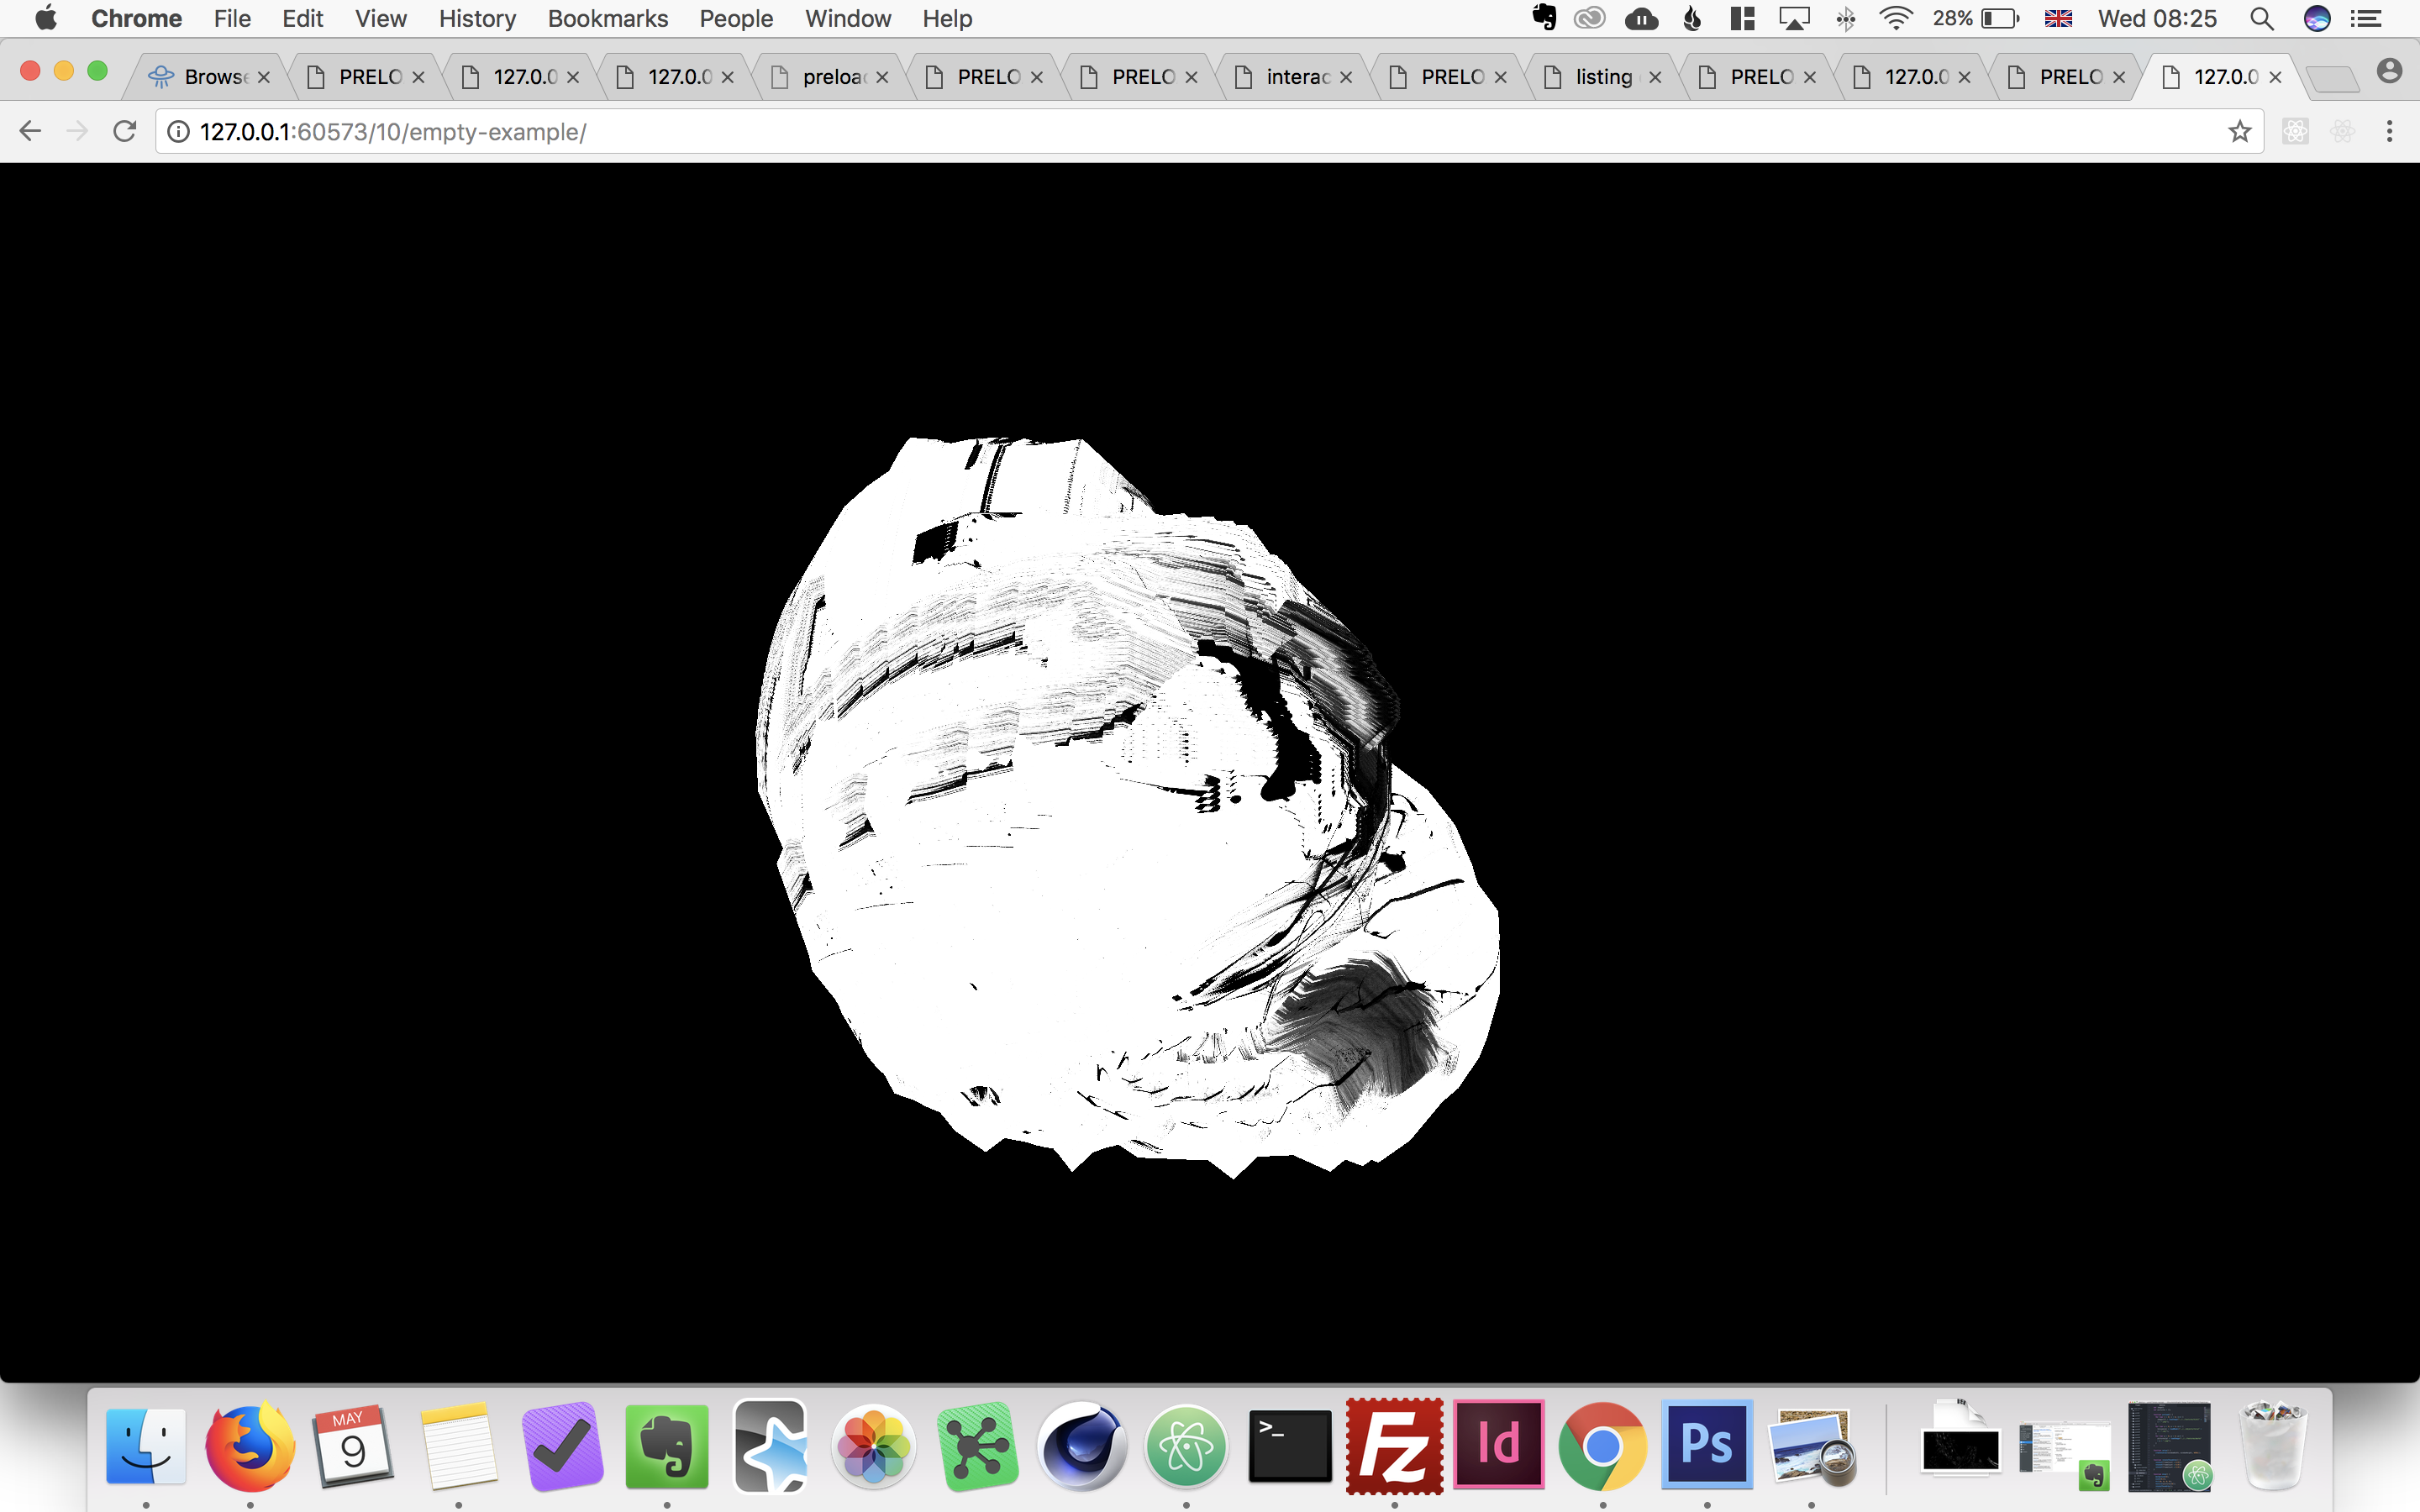 Chrome File Edit View History Bookmarks People Window Help 28% Wed 08:25
Browse PRELO 127.0.0 127.0.0 preload PRELO PRELO interac PRELO listing PRELO 127.0.0 PRELO 127.0.0
127.0.0.1:60573/10/empty-example/
MAY
9
>_
Fz
Id
Ps